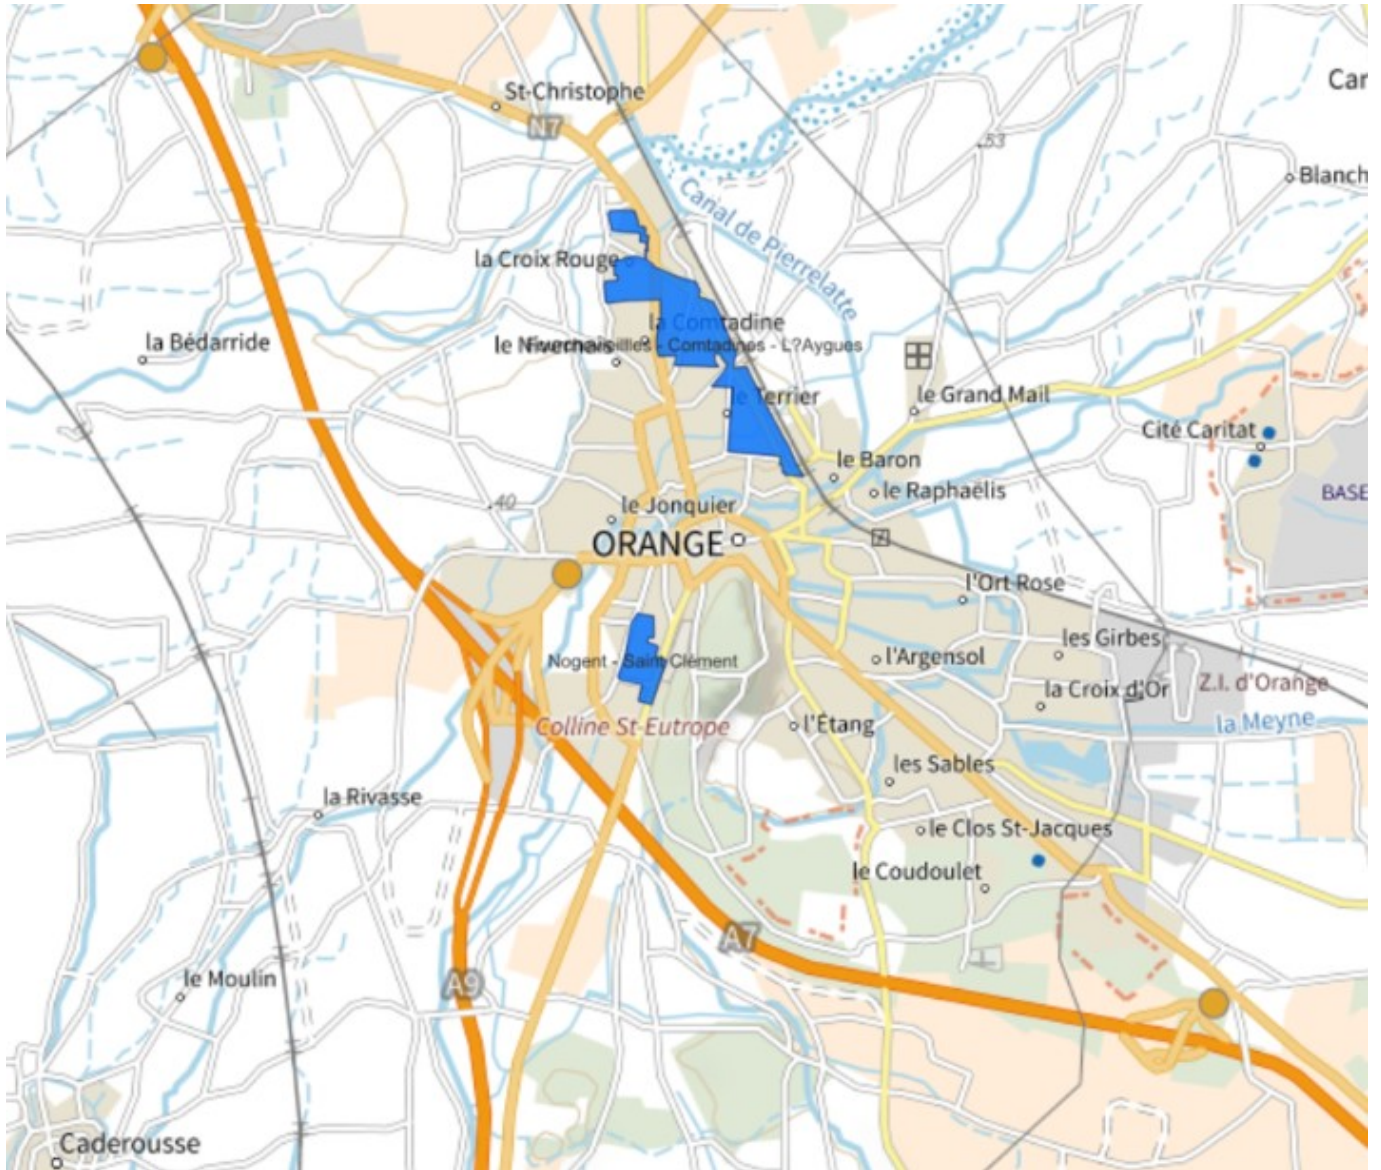 Car
St-Christophe
N7
53
Blanch
Canal de Pierrelatte
la Croix Rouge
la Comtadine
la Bédarride
Comtadines - L?Aygues
le Terrier
le Grand Mail
Cité Caritat
le Baron
le Raphaëlis
BASE
40
le Jonquier
ORANGE
l'Ort Rose
les Girbes
l'Argensol
Nogent - Saint Clément
la Croix d'Or
Z.I. d'Orange
la Meyne
Colline St-Eutrope
l'Étang
les Sables
la Rivasse
le Clos St-Jacques
le Coudoulet
A7
le Moulin
A9
Caderousse